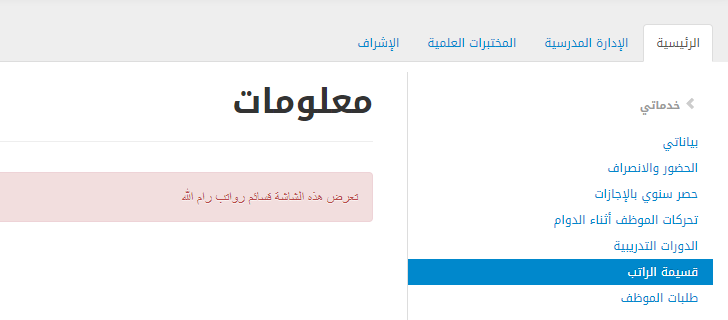 الرئيسية
الإدارة المدرسية
المختبرات العلمية
الإشراف
خدماتي
بياناتي
الحضور والانصراف
حصر سنوي بالإجازات
تحركات الموظف أثناء الدوام
الدورات التدريبية
قسيمة الراتب
طلبات الموظف
معلومات
تعرض هذه الشاشة قسائم رواتب رام الله